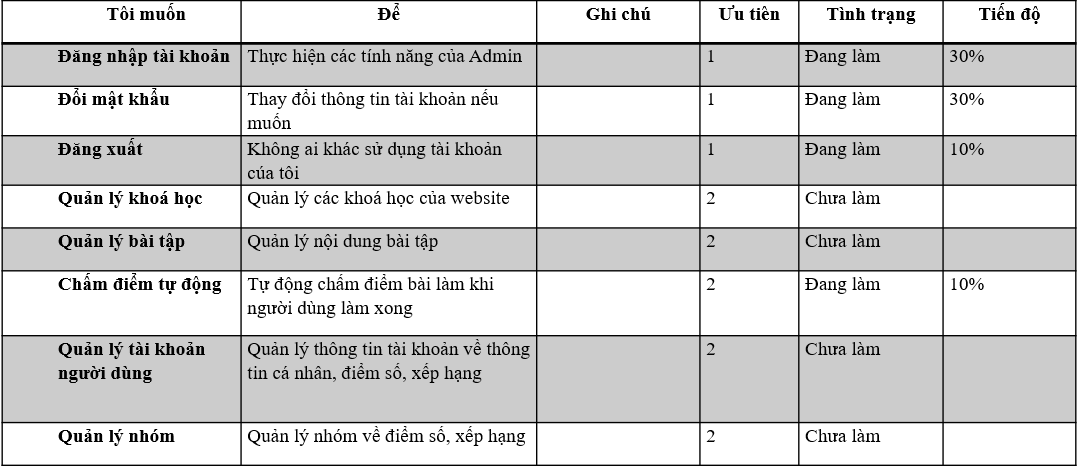 Tôi muốn Để Ghi chú Ưu tiên Tình trạng Tiến độ
Đăng nhập tài khoản Thực hiện các tính năng của Admin 1 Đang làm 30%
Đổi mật khẩu Thay đổi thông tin tài khoản nếu 1 Đang làm 30%
muốn
Đăng xuất Không ai khác sử dụng tài khoản 1 Đang làm 10%
cúa tôi
Quản lý khoá học Quản lý các khoá học của website 2 Chưa làm
Quản lý bài tập Quản lý nội dung bài tập 2 Chưa làm
Chấm điểm tự động Tự động chấm điểm bài làm khi 2 Đang làm 10%
người dùng làm xong
Quản lý tài khoản Quản lý thông tin tài khoản về thông 2 Chưa làm
người dùng tin cá nhân, điểm số, xếp hạng
Quản lý nhóm Quản lý nhóm về điểm số, xếp hạng 2 Chưa làm